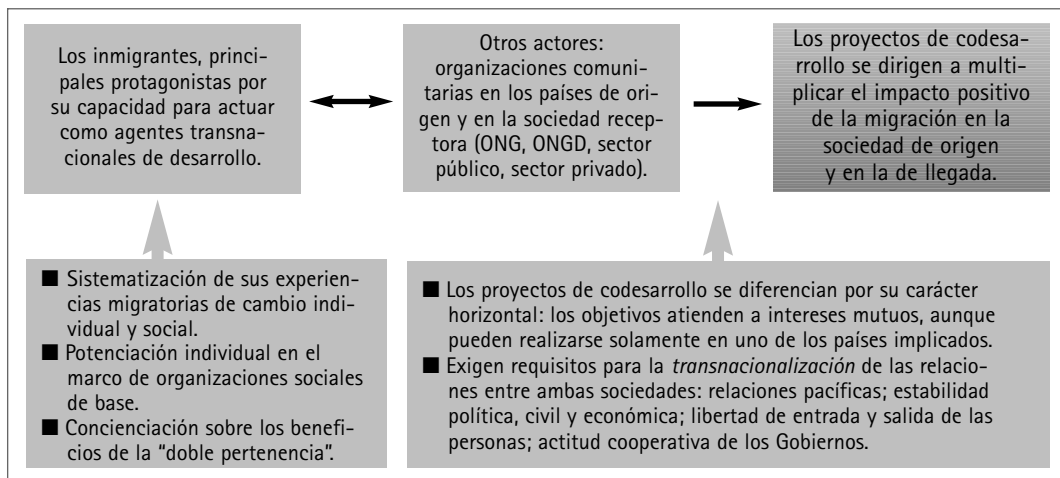 Los inmigrantes, princi-
pales protagonistas por
su capacidad para actuar
como agentes transna-
cionales de desarrollo.
Otros actores:
organizaciones comuni-
tarias en los países de ori-
gen y en la sociedad recep-
tora (ONG, ONGD, sector
público, sector privado).
Los proyectos de codesa-
rrollo se dirigen a multi-
plicar el impacto positivo
de la migración en la
sociedad de origen
y en la de llegada.
■ Sistematización de sus experien-
cias migratorias de cambio indi-
vidual y social.
■ Potenciación individual en el
marco de organizaciones sociales
de base.
■ Concienciación sobre los benefi-
cios de la “doble pertenencia”.
■ Los proyectos de codesarrollo se diferencian por su carácter
horizontal: los objetivos atienden a intereses mutuos, aunque
pueden realizarse solamente en uno de los países implicados.
■ Exigen requisitos para la transnacionalización de las relacio-
nes entre ambas sociedades: relaciones pacíficas; estabilidad
política, civil y económica; libertad de entrada y salida de las
personas; actitud cooperativa de los Gobiernos.